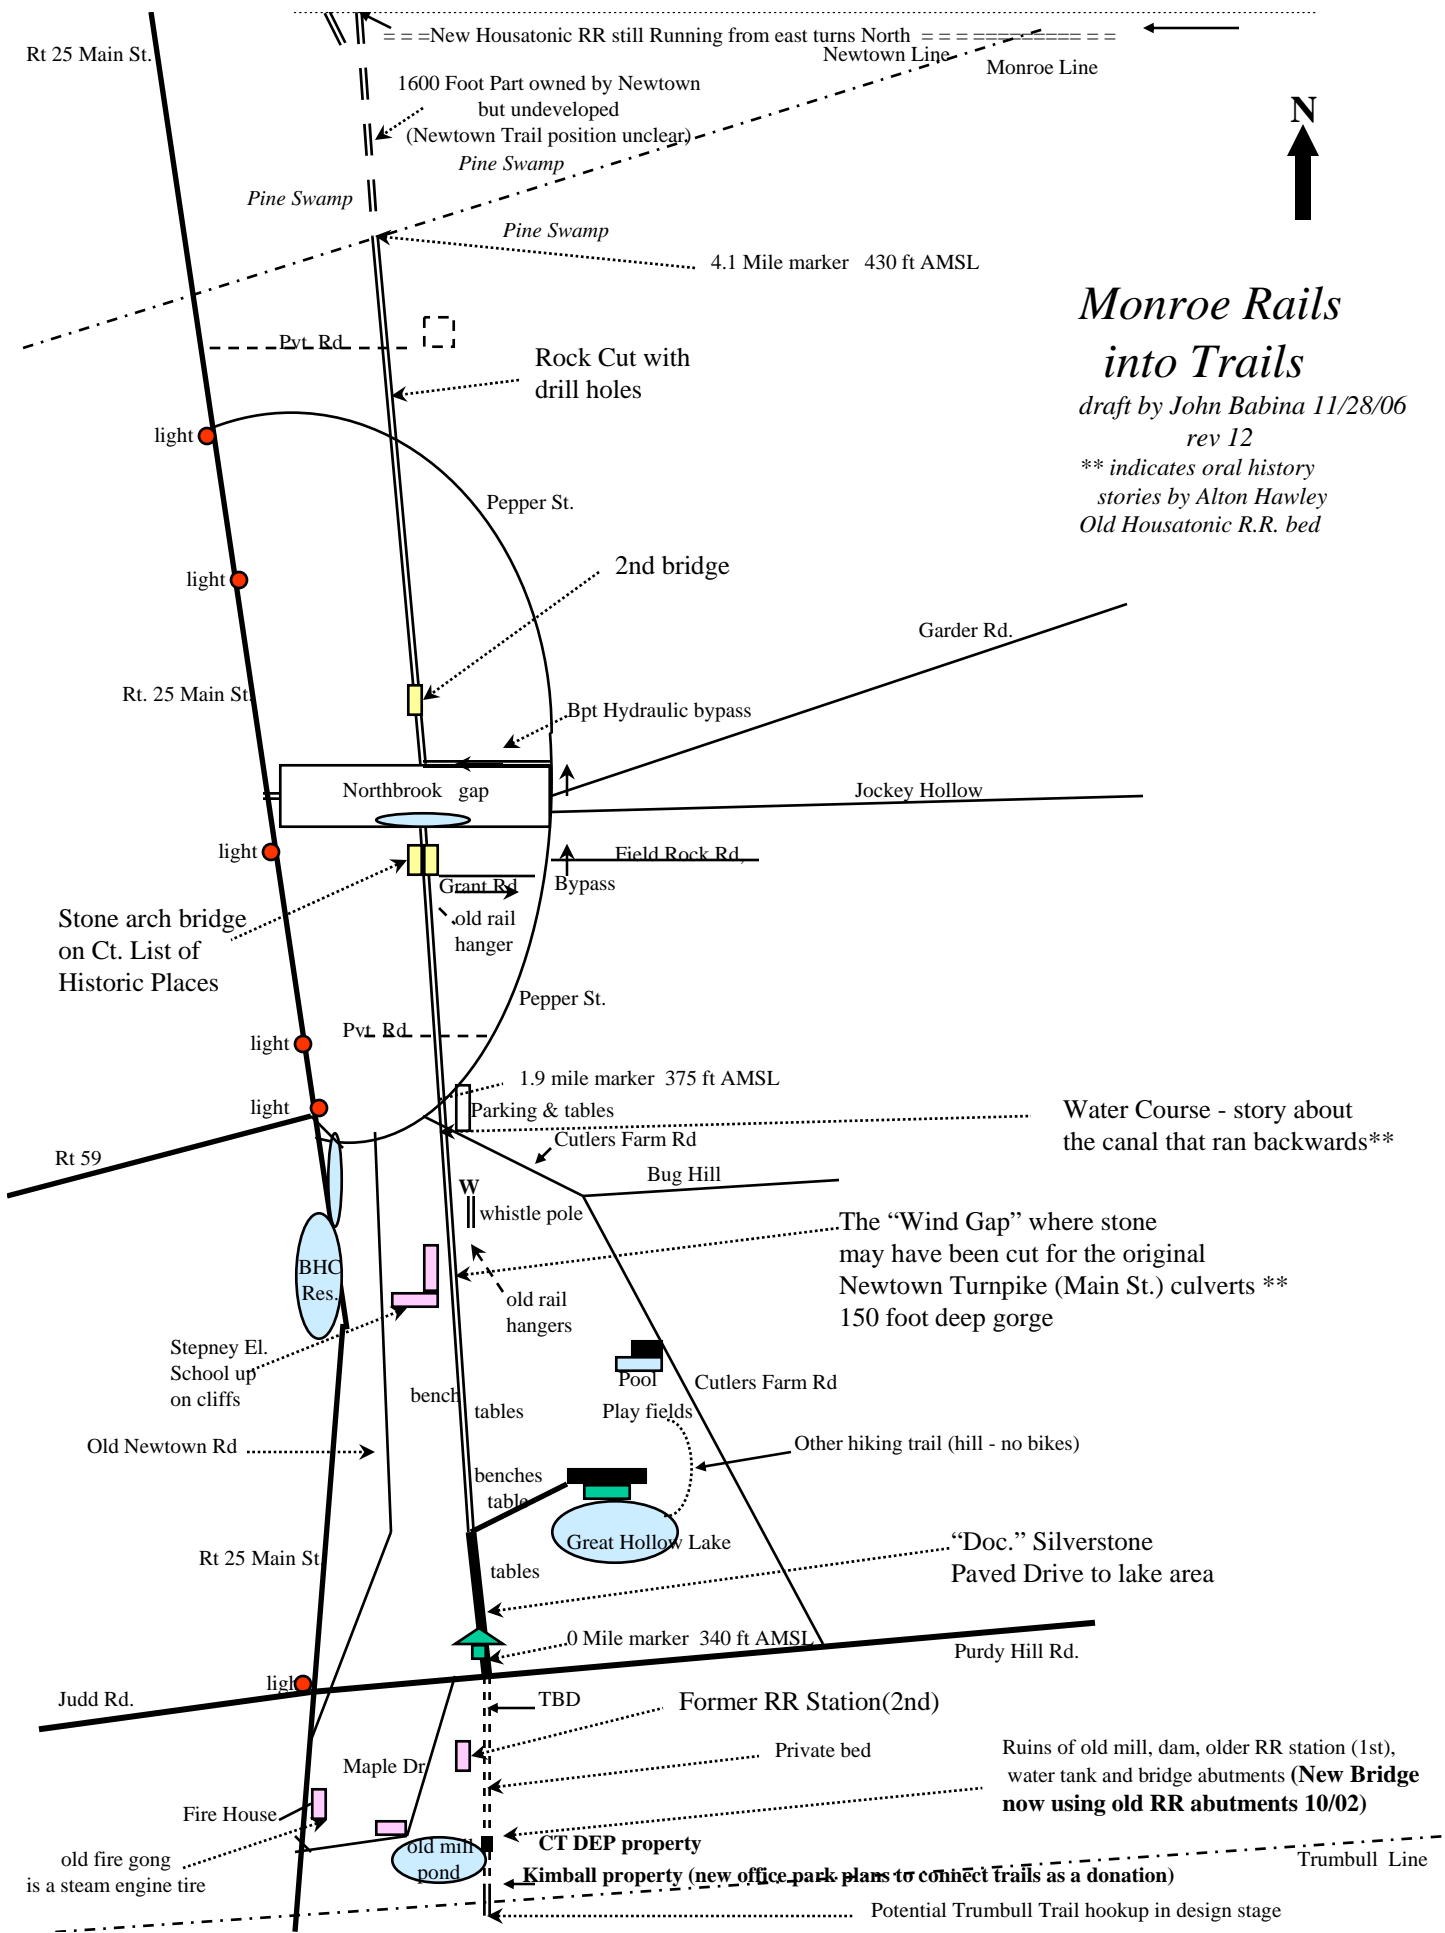 = = =New Housatonic RR still Running from east turns North = = ============ = =
Rt 25 Main St.
Newtown Line
Monroe Line
1600 Foot Part owned by Newtown
but undeveloped
(Newtown Trail position unclear)
N
Pine Swamp
Pine Swamp
Pine Swamp
4.1 Mile marker 430 ft AMSL
Monroe Rails
into Trails
draft by John Babina 11/28/06
rev 12
** indicates oral history
stories by Alton Hawley
Old Housatonic R.R. bed
Pvt. Rd
Rock Cut with
drill holes
light
Pepper St.
light
2nd bridge
Garder Rd.
Rt. 25 Main St.
Bpt Hydraulic bypass
Northbrook gap
Jockey Hollow
light
Field Rock Rd,
Grant Rd
Bypass
old rail
hanger
Stone arch bridge
on Ct. List of
Historic Places
Pepper St.
Pvt. Rd
light
1.9 mile marker 375 ft AMSL
light
Parking & tables
Water Course - story about
the canal that ran backwards**
Cutlers Farm Rd
Rt 59
Bug Hill
W
whistle pole
The “Wind Gap” where stone
may have been cut for the original
Newtown Turnpike (Main St.) culverts **
150 foot deep gorge
BHC
Res.
old rail
hangers
Stepney El.
School up
on cliffs
Pool
Cutlers Farm Rd
bench
tables
Play fields
Old Newtown Rd
Other hiking trail (hill - no bikes)
benches
table
Great Hollow Lake
“Doc.” Silverstone
Paved Drive to lake area
Rt 25 Main St.
tables
0 Mile marker 340 ft AMSL
Purdy Hill Rd.
light
Judd Rd.
TBD
Former RR Station(2nd)
Maple Dr
Private bed
Ruins of old mill, dam, older RR station (1st),
water tank and bridge abutments (New Bridge
now using old RR abutments 10/02)
Fire House
old mill
pond
CT DEP property
old fire gong
is a steam engine tire
Kimball property (new office park plans to connect trails as a donation)
Trumbull Line
Potential Trumbull Trail hookup in design stage